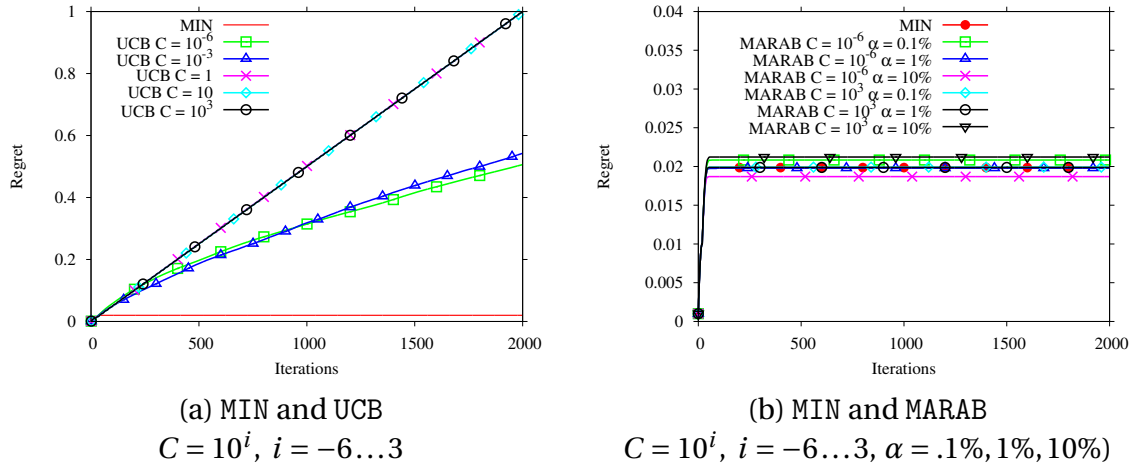 1
0.8
0.6
0.4
0.2
0
0 500 1000 1500 2000
Regret
Iterations
MIN
UCB C = 10^-6
UCB C = 10^-3
UCB C = 1
UCB C = 10
UCB C = 10^3
(a) MIN and UCB
C = 10^i, i = −6...3
0.04
0.035
0.03
0.025
0.02
0.015
0.01
0.005
0
0 500 1000 1500 2000
Regret
Iterations
MIN
MARAB C = 10^-6 α = 0.1%
MARAB C = 10^-6 α = 1%
MARAB C = 10^-6 α = 10%
MARAB C = 10^3 α = 0.1%
MARAB C = 10^3 α = 1%
MARAB C = 10^3 α = 10%
(b) MIN and MARAB
C = 10^i, i = −6...3, α = .1%, 1%, 10%)